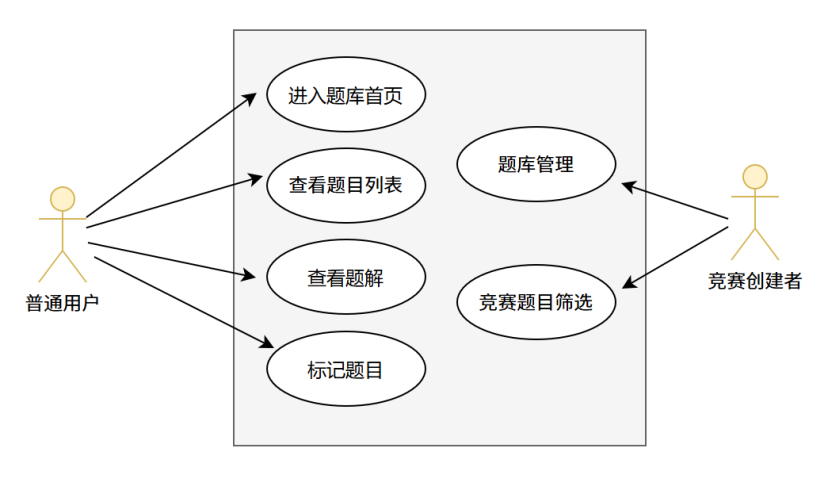 进入题库首页
查看题目列表
查看题解
标记题目
题库管理
竞赛题目筛选
普通用户
竞赛创建者